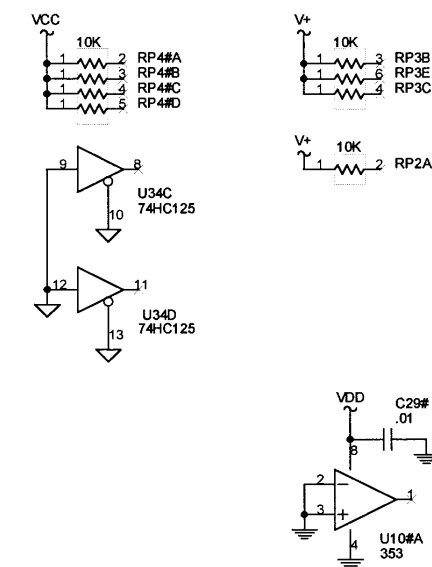 VCC
10K
1 2 RP4#A
1 3 RP4#B
1 4 RP4#C
1 5 RP4#D
V+
10K
1 3 RP3B
1 6 RP3E
1 4 RP3C
V+
10K
1 2 RP2A
9 8
U34C
74HC125
10
12 11
U34D
74HC125
13
VDD
C29#
.01
8
2
1
3
U10#A
353
4